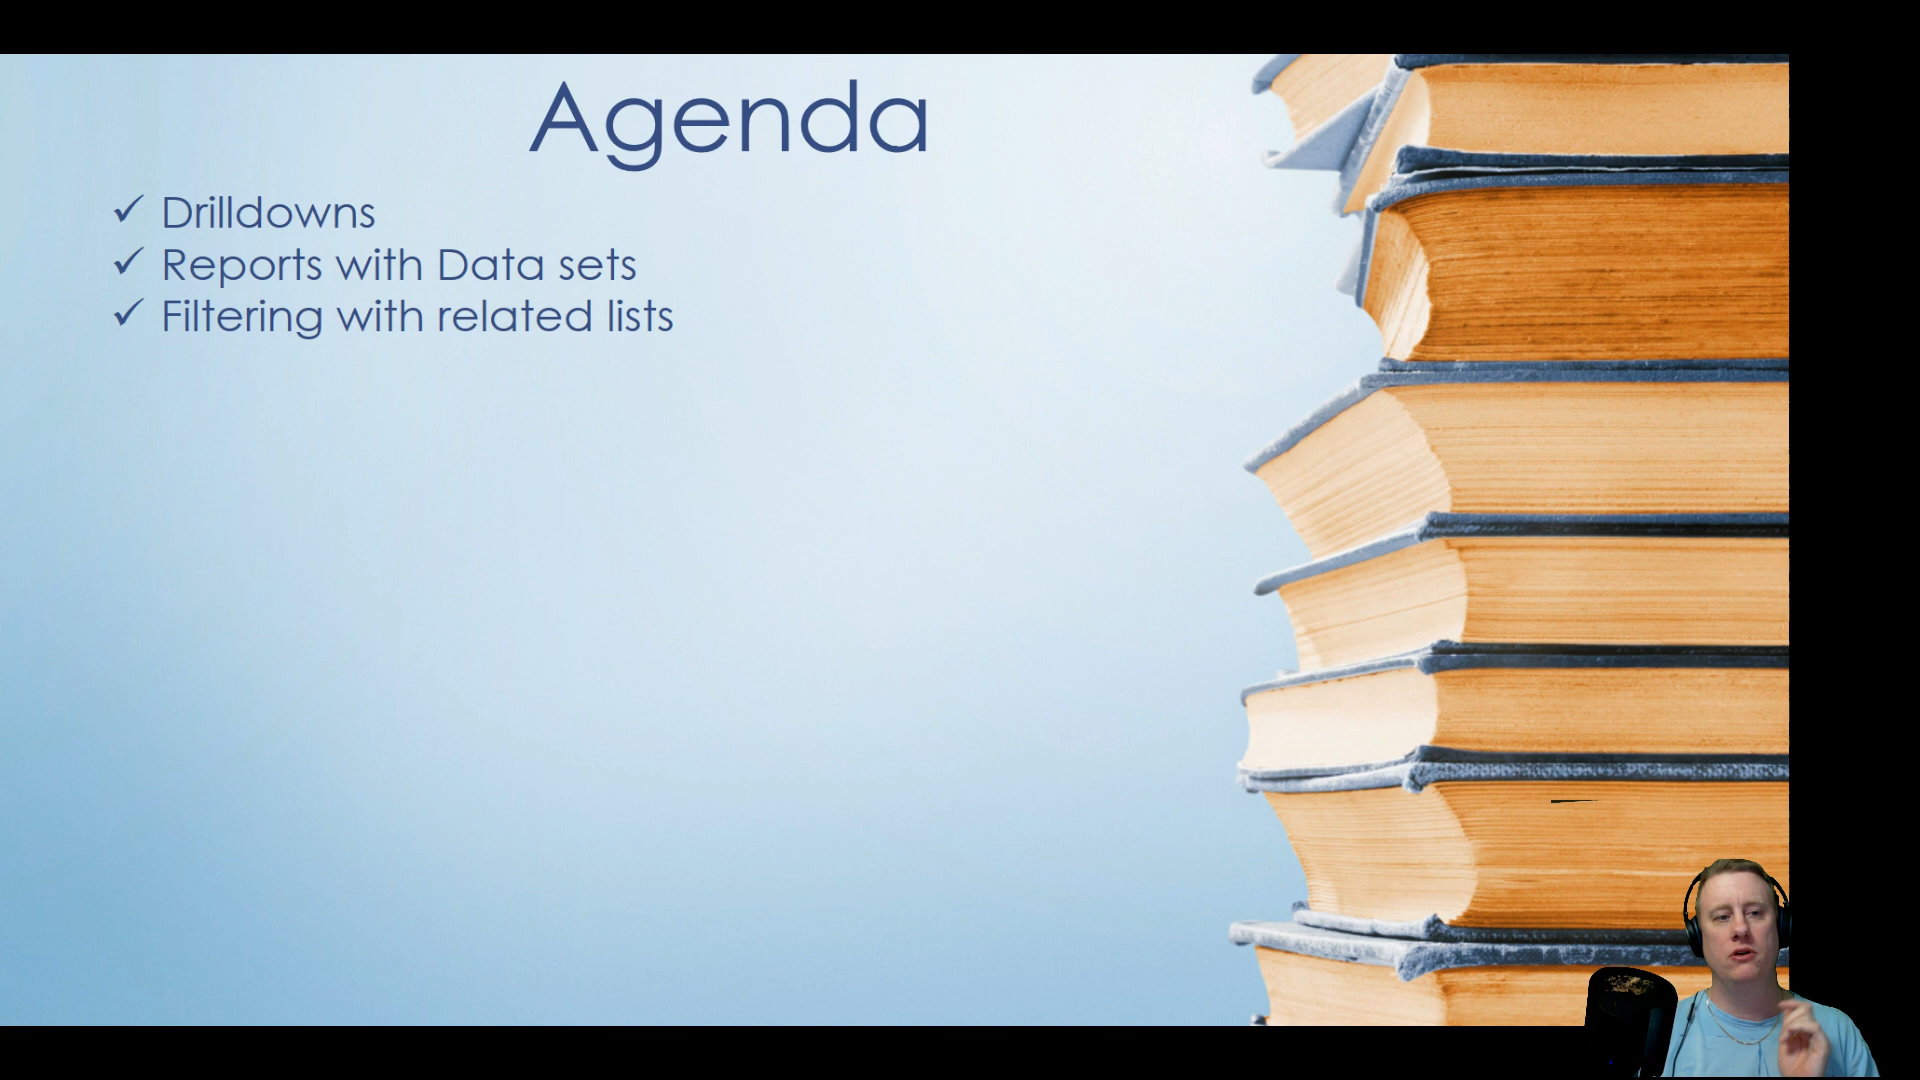 Agenda
✓ Drilldowns
✓ Reports with Data sets
✓ Filtering with related lists